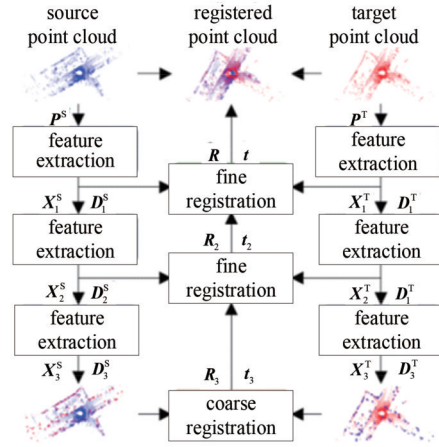 source point cloud
registered point cloud
target point cloud
P^S
P^T
feature extraction
R t
feature extraction
fine registration
X_1^S D_1^S
X_1^T D_1^T
feature extraction
R_2 t_2
feature extraction
fine registration
X_2^S D_2^S
X_2^T D_1^T
feature extraction
feature extraction
X_3^S D_3^S
R_3 t_3
X_3^T D_3^T
coarse registration